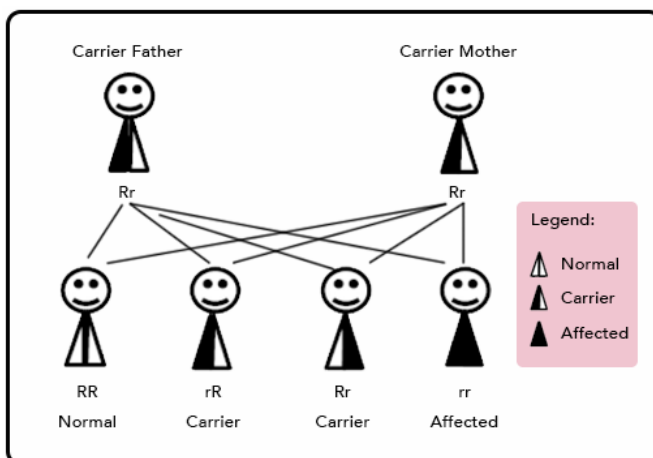 Carrier Father
Carrier Mother
Rr
Rr
Legend:
Normal
Carrier
Affected
RR
rR
Rr
rr
Normal
Carrier
Carrier
Affected